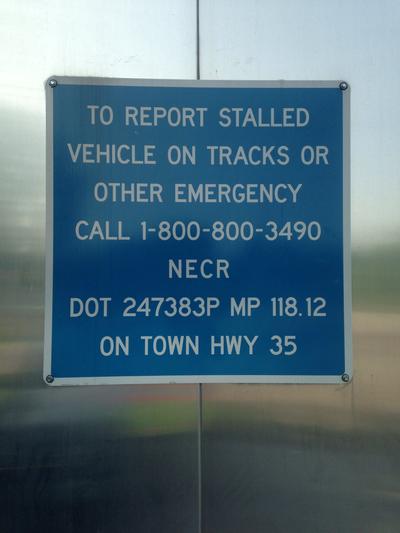 TO REPORT STALLED
VEHICLE ON TRACKS OR
OTHER EMERGENCY
CALL 1-800-800-3490
NECR
DOT 247383P MP 118.12
ON TOWN HWY 35